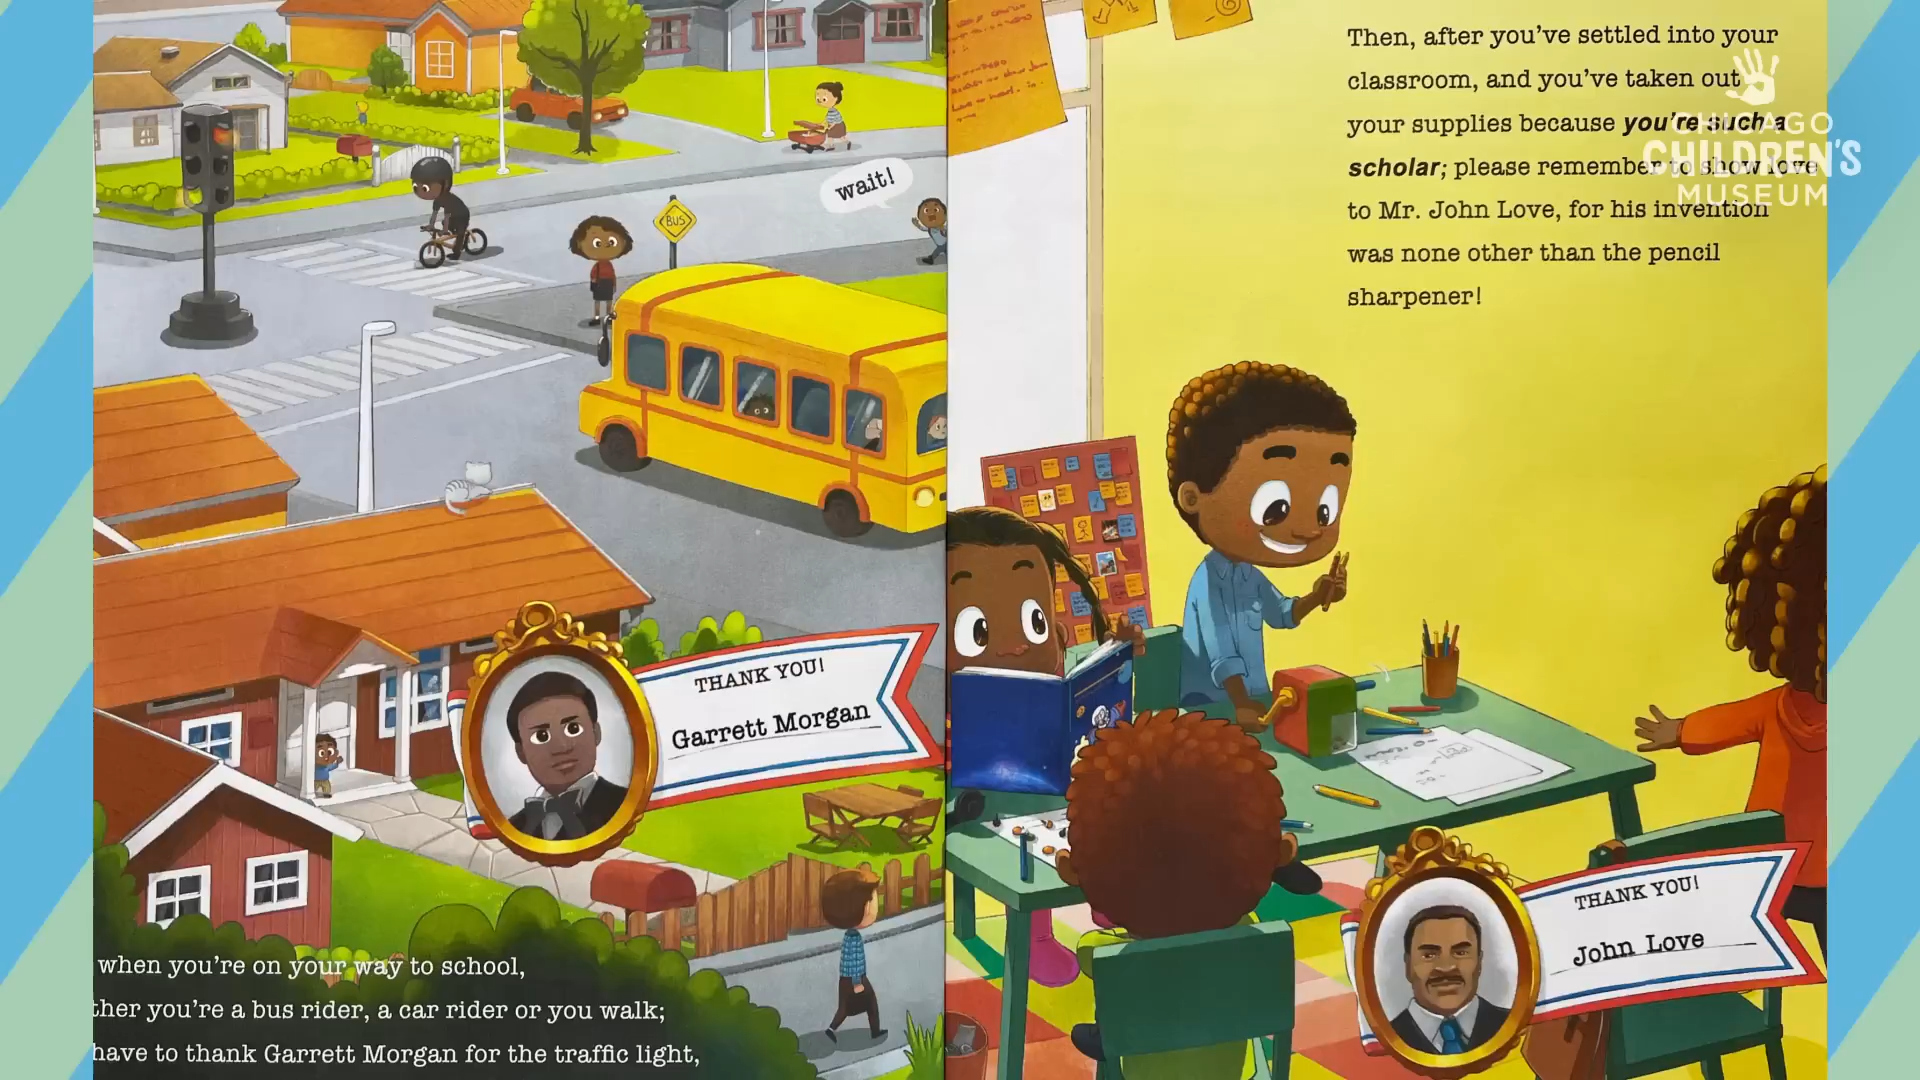 wait!
BUS
THANK YOU!
Garrett Morgan
when you're on your way to school,
ther you're a bus rider, a car rider or you walk;
have to thank Garrett Morgan for the traffic light,
Then, after you've settled into your
classroom, and you've taken out
your supplies because you're such a
scholar; please remember to show love
to Mr. John Love, for his invention
was none other than the pencil
sharpener!
CHICAGO
CHILDREN'S
MUSEUM
THANK YOU!
John Love